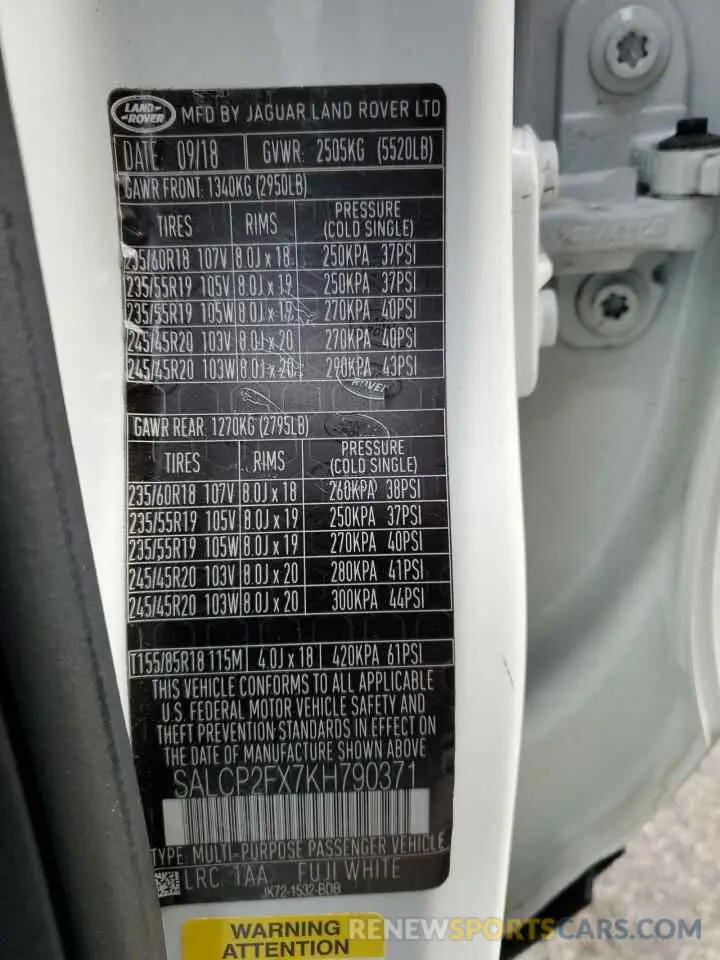 LAND ROVER MFD BY JAGUAR LAND ROVER LTD
DATE: 09/18 GVWR: 2505KG (5520LB)
GAWR FRONT: 1340KG (2950LB)
TIRES RIMS PRESSURE (COLD SINGLE)
235/60R18 107V 8.0J x 18 250KPA 37PSI
235/55R19 105V 8.0J x 19 250KPA 37PSI
235/55R19 105W 8.0J x 19 270KPA 40PSI
245/45R20 103V 8.0J x 20 270KPA 40PSI
245/45R20 103W 8.0J x 20 290KPA 43PSI
GAWR REAR: 1270KG (2795LB)
TIRES RIMS PRESSURE (COLD SINGLE)
235/60R18 107V 8.0J x 18 260KPA 38PSI
235/55R19 105V 8.0J x 19 250KPA 37PSI
235/55R19 105W 8.0J x 19 270KPA 40PSI
245/45R20 103V 8.0J x 20 280KPA 41PSI
245/45R20 103W 8.0J x 20 300KPA 44PSI
T155/85R18 115M 4.0J x 18 420KPA 61PSI
THIS VEHICLE CONFORMS TO ALL APPLICABLE
U.S. FEDERAL MOTOR VEHICLE SAFETY AND
THEFT PREVENTION STANDARDS IN EFFECT ON
THE DATE OF MANUFACTURE SHOWN ABOVE
SALCP2FX7KH790371
TYPE: MULTI-PURPOSE PASSENGER VEHICLE
LRC: 1AA FUJI WHITE
JK72-1532-BDB
WARNING
ATTENTION
RENEWSPORTSCARS.COM